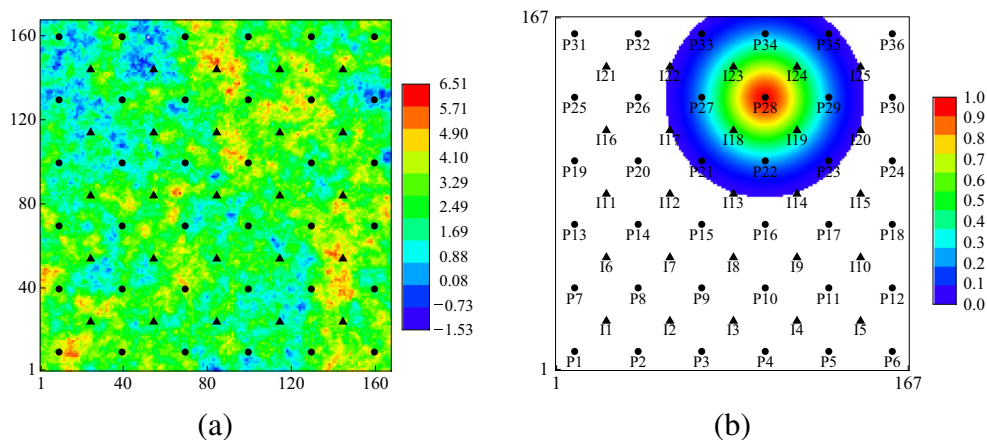 160
120
80
40
1
1 40 80 120 160
6.51
5.71
4.90
4.10
3.29
2.49
1.69
0.88
0.08
−0.73
−1.53
(a)
167
P31 P32 P33 P34 P35 P36
I21 I22 I23 I24 I25
P25 P26 P27 P28 P29 P30
I16 I17 I18 I19 I20
P19 P20 P21 P22 P23 P24
I11 I12 I13 I14 I15
P13 P14 P15 P16 P17 P18
I6 I7 I8 I9 I10
P7 P8 P9 P10 P11 P12
I1 I2 I3 I4 I5
P1 P2 P3 P4 P5 P6
1
1 167
1.0
0.9
0.8
0.7
0.6
0.5
0.4
0.3
0.2
0.1
0.0
(b)